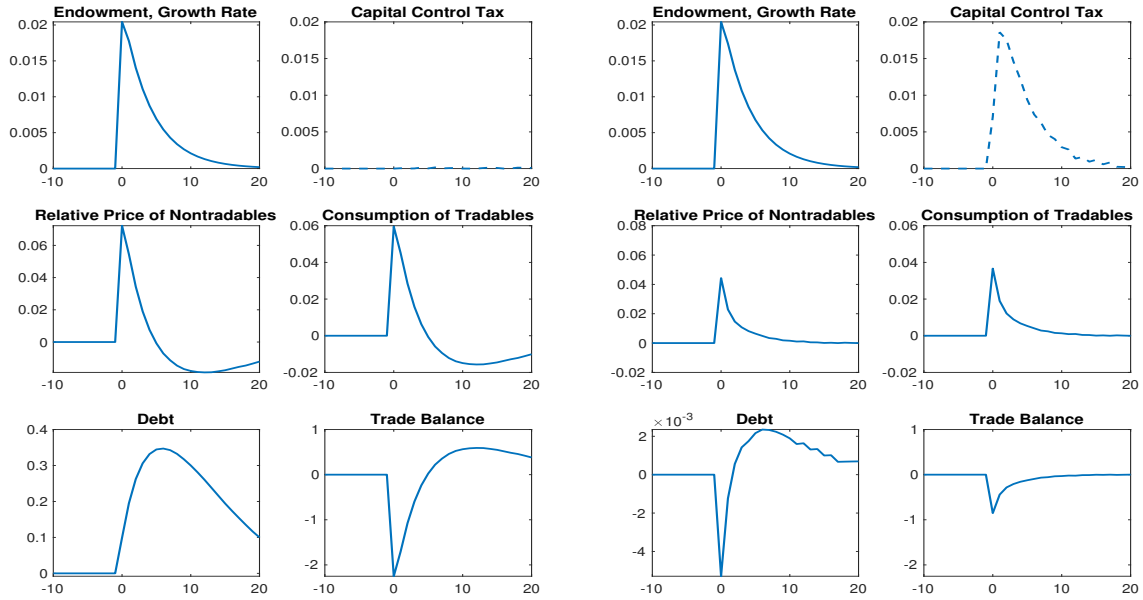 Endowment, Growth Rate
0.02
0.015
0.01
0.005
0
-10 0 10 20
Capital Control Tax
0.02
0.015
0.01
0.005
0
-10 0 10 20
Endowment, Growth Rate
0.02
0.015
0.01
0.005
0
-10 0 10 20
Capital Control Tax
0.02
0.015
0.01
0.005
0
-10 0 10 20
Relative Price of Nontradables
0.06
0.04
0.02
0
-10 0 10 20
Consumption of Tradables
0.06
0.04
0.02
0
-0.02
-10 0 10 20
Relative Price of Nontradables
0.08
0.06
0.04
0.02
0
-0.02
-10 0 10 20
Consumption of Tradables
0.06
0.04
0.02
0
-0.02
-10 0 10 20
Debt
0.4
0.3
0.2
0.1
0
-10 0 10 20
Trade Balance
1
0
-1
-2
-10 0 10 20
×10-3 Debt
2
0
-2
-4
-10 0 10 20
Trade Balance
1
0
-1
-2
-10 0 10 20